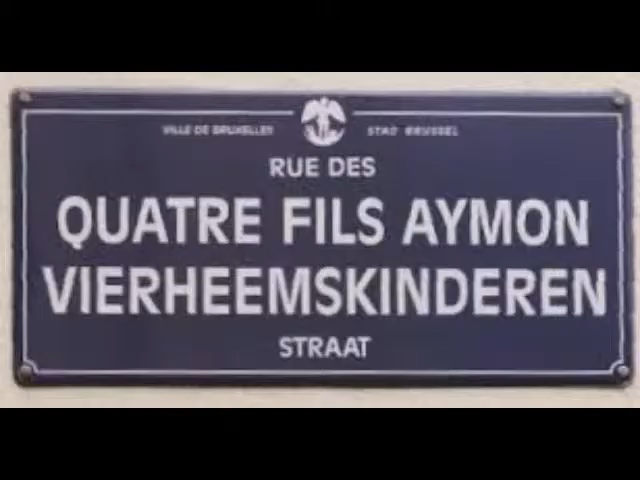 VILLE DE BRUXELLES STAD BRUSSEL
RUE DES
QUATRE FILS AYMON
VIERHEEMSKINDEREN
STRAAT